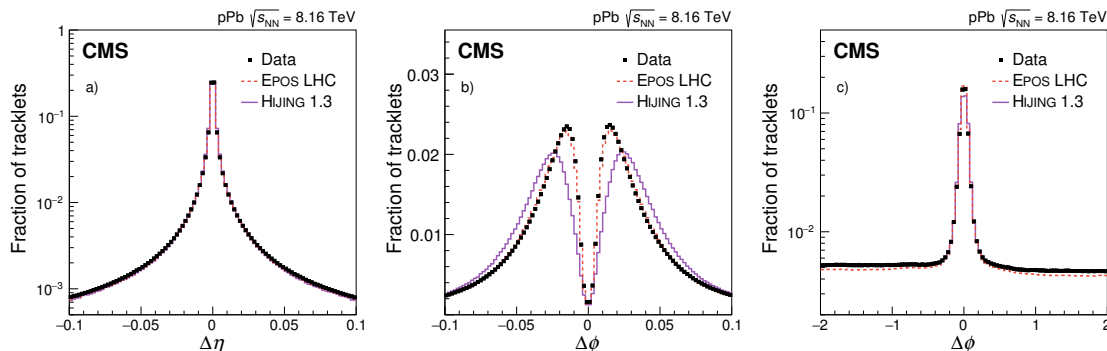 pPb √sNN = 8.16 TeV
CMS
Data
EPOS LHC
HIJING 1.3
a)
Fraction of tracklets
1
10−1
10−2
10−3
−0.1 −0.05 0 0.05 0.1
Δη
pPb √sNN = 8.16 TeV
CMS
Data
EPOS LHC
HIJING 1.3
b)
Fraction of tracklets
0.03
0.02
0.01
−0.1 −0.05 0 0.05 0.1
Δϕ
pPb √sNN = 8.16 TeV
CMS
Data
EPOS LHC
HIJING 1.3
c)
Fraction of tracklets
10−1
10−2
−2 −1 0 1 2
Δϕ